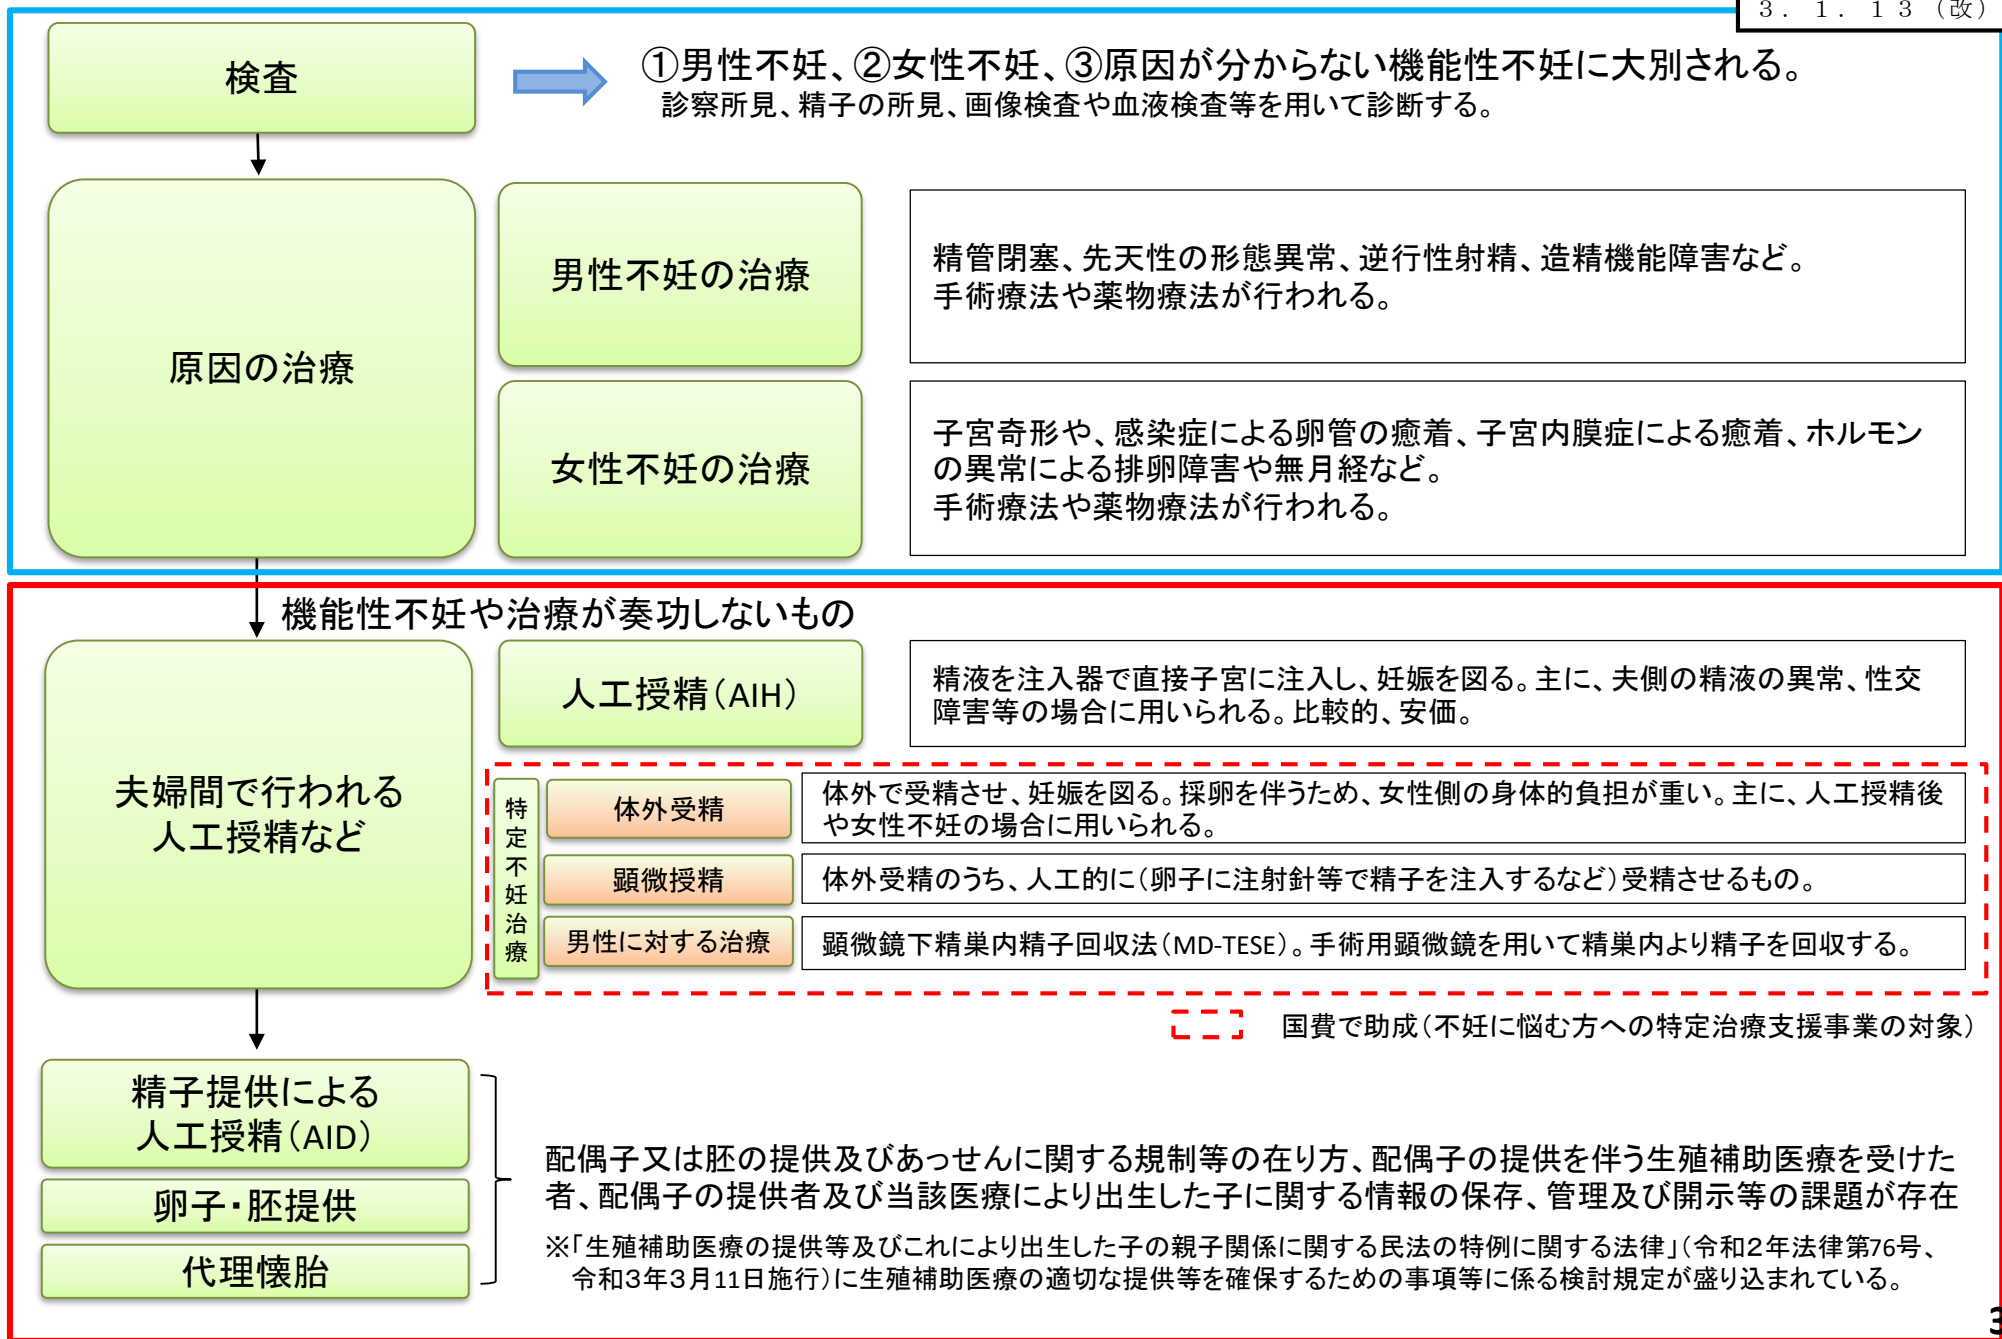 3．1．13（改）
検査
①男性不妊、②女性不妊、③原因が分からない機能性不妊に大別される。
診察所見、精子の所見、画像検査や血液検査等を用いて診断する。
原因の治療
男性不妊の治療
精管閉塞、先天性の形態異常、逆行性射精、造精機能障害など。
手術療法や薬物療法が行われる。
女性不妊の治療
子宮奇形や、感染症による卵管の癒着、子宮内膜症による癒着、ホルモン
の異常による排卵障害や無月経など。
手術療法や薬物療法が行われる。
機能性不妊や治療が奏功しないもの
夫婦間で行われる
人工授精など
人工授精（AIH）
精液を注入器で直接子宮に注入し、妊娠を図る。主に、夫側の精液の異常、性交
障害等の場合に用いられる。比較的、安価。
特定不妊治療
体外受精
体外で受精させ、妊娠を図る。採卵を伴うため、女性側の身体的負担が重い。主に、人工授精後
や女性不妊の場合に用いられる。
顕微授精
体外受精のうち、人工的に（卵子に注射針等で精子を注入するなど）受精させるもの。
男性に対する治療
顕微鏡下精巣内精子回収法（MD-TESE）。手術用顕微鏡を用いて精巣内より精子を回収する。
国費で助成（不妊に悩む方への特定治療支援事業の対象）
精子提供による
人工授精（AID）
卵子・胚提供
代理懐胎
配偶子又は胚の提供及びあっせんに関する規制等の在り方、配偶子の提供を伴う生殖補助医療を受けた
者、配偶子の提供者及び当該医療により出生した子に関する情報の保存、管理及び開示等の課題が存在
※「生殖補助医療の提供等及びこれにより出生した子の親子関係に関する民法の特例に関する法律」（令和２年法律第76号、
令和３年３月11日施行）に生殖補助医療の適切な提供等を確保するための事項等に係る検討規定が盛り込まれている。
3